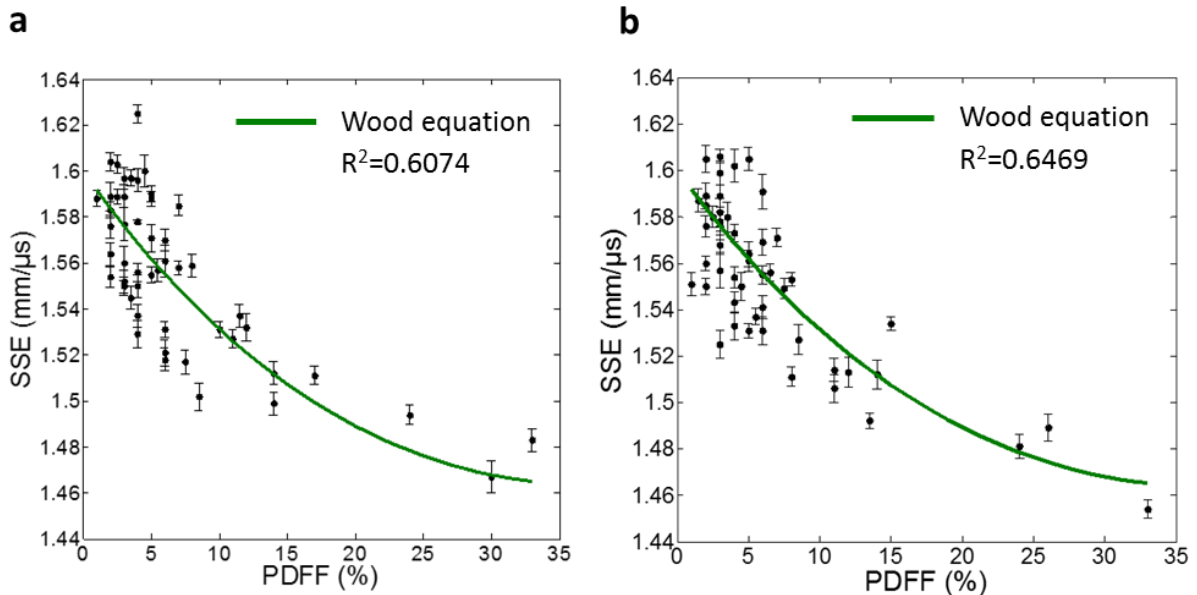 a
1.64
1.62
1.6
1.58
1.56
1.54
1.52
1.5
1.48
1.46
1.44
SSE (mm/µs)
Wood equation
R²=0.6074
0 5 10 15 20 25 30 35
PDFF (%)
b
1.64
1.62
1.6
1.58
1.56
1.54
1.52
1.5
1.48
1.46
1.44
SSE (mm/µs)
Wood equation
R²=0.6469
0 5 10 15 20 25 30 35
PDFF (%)